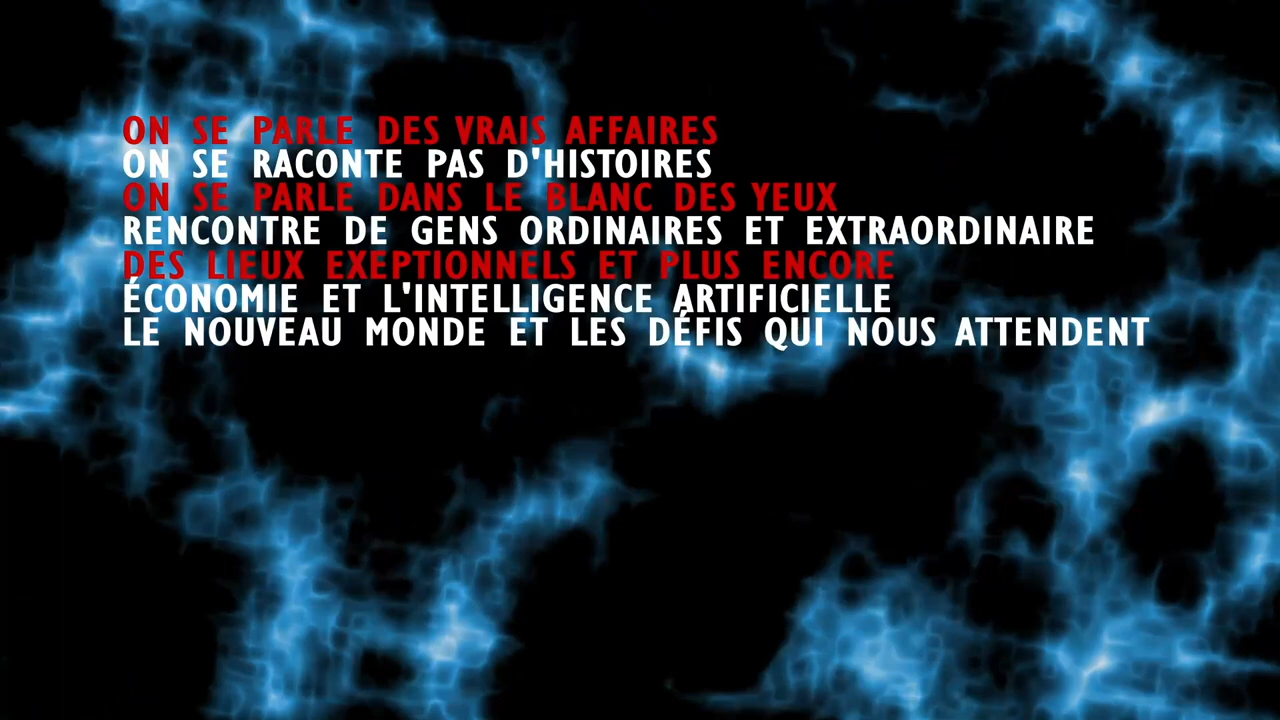 ON SE PARLE DES VRAIS AFFAIRES
ON SE RACONTE PAS D'HISTOIRES
ON SE PARLE DANS LE BLANC DES YEUX
RENCONTRE DE GENS ORDINAIRES ET EXTRAORDINAIRE
DES LIEUX EXEPTIONNELS ET PLUS ENCORE
ÉCONOMIE ET L'INTELLIGENCE ARTIFICIELLE
LE NOUVEAU MONDE ET LES DÉFIS QUI NOUS ATTENDENT